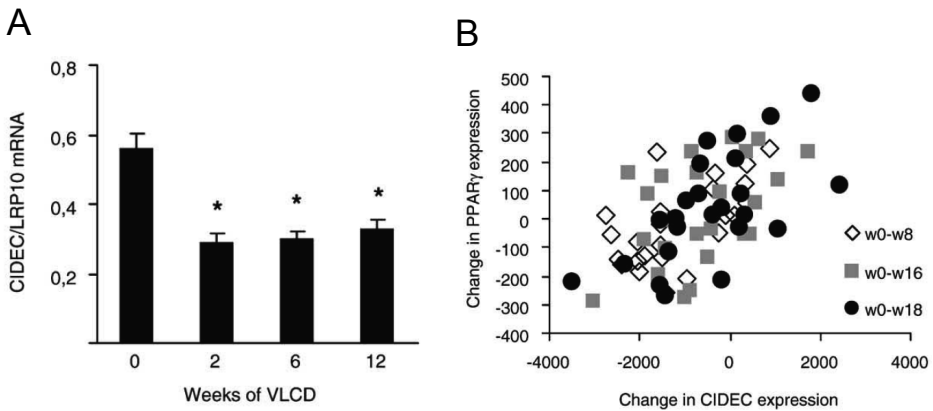 A
CIDEC/LRP10 mRNA
0,8
0,6
0,4
0,2
*
*
*
0
2
6
12
Weeks of VLCD
B
Change in PPARγ expression
500
400
300
200
100
0
-100
-200
-300
-400
-4000
-2000
0
2000
4000
Change in CIDEC expression
w0-w8
w0-w16
w0-w18